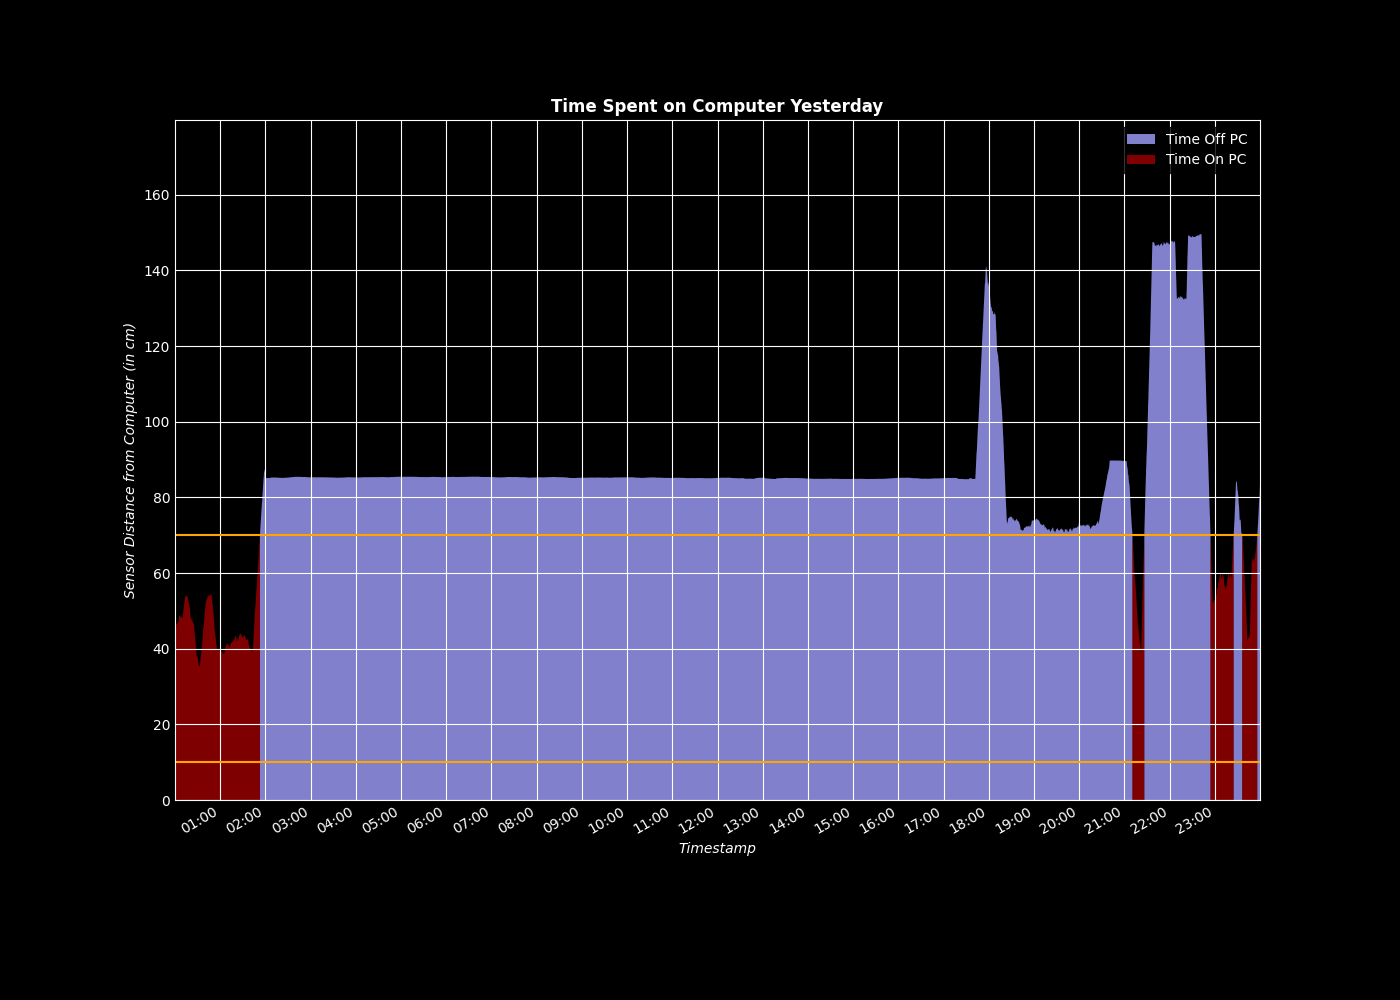 Time Spent on Computer Yesterday
Time Off PC
Time On PC
Sensor Distance from Computer (in cm)
160
140
120
100
80
60
40
20
0
01:00 02:00 03:00 04:00 05:00 06:00 07:00 08:00 09:00 10:00 11:00 12:00 13:00 14:00 15:00 16:00 17:00 18:00 19:00 20:00 21:00 22:00 23:00
Timestamp